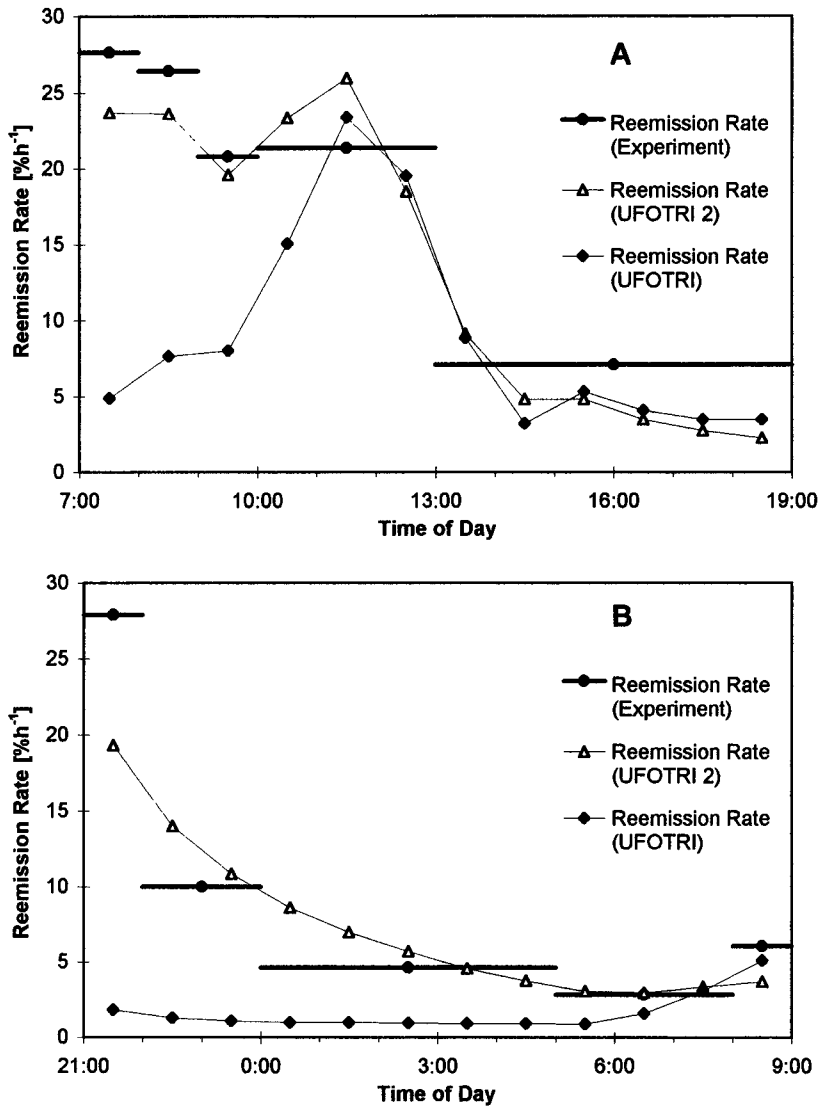 A
30
25
20
15
10
5
0
Reemission Rate [%h-1]
Reemission Rate
(Experiment)
Reemission Rate
(UFOTRI 2)
Reemission Rate
(UFOTRI)
7:00 10:00 13:00 16:00 19:00
Time of Day
B
30
25
20
15
10
5
0
Reemission Rate [%h-1]
Reemission Rate
(Experiment)
Reemission Rate
(UFOTRI 2)
Reemission Rate
(UFOTRI)
21:00 0:00 3:00 6:00 9:00
Time of Day